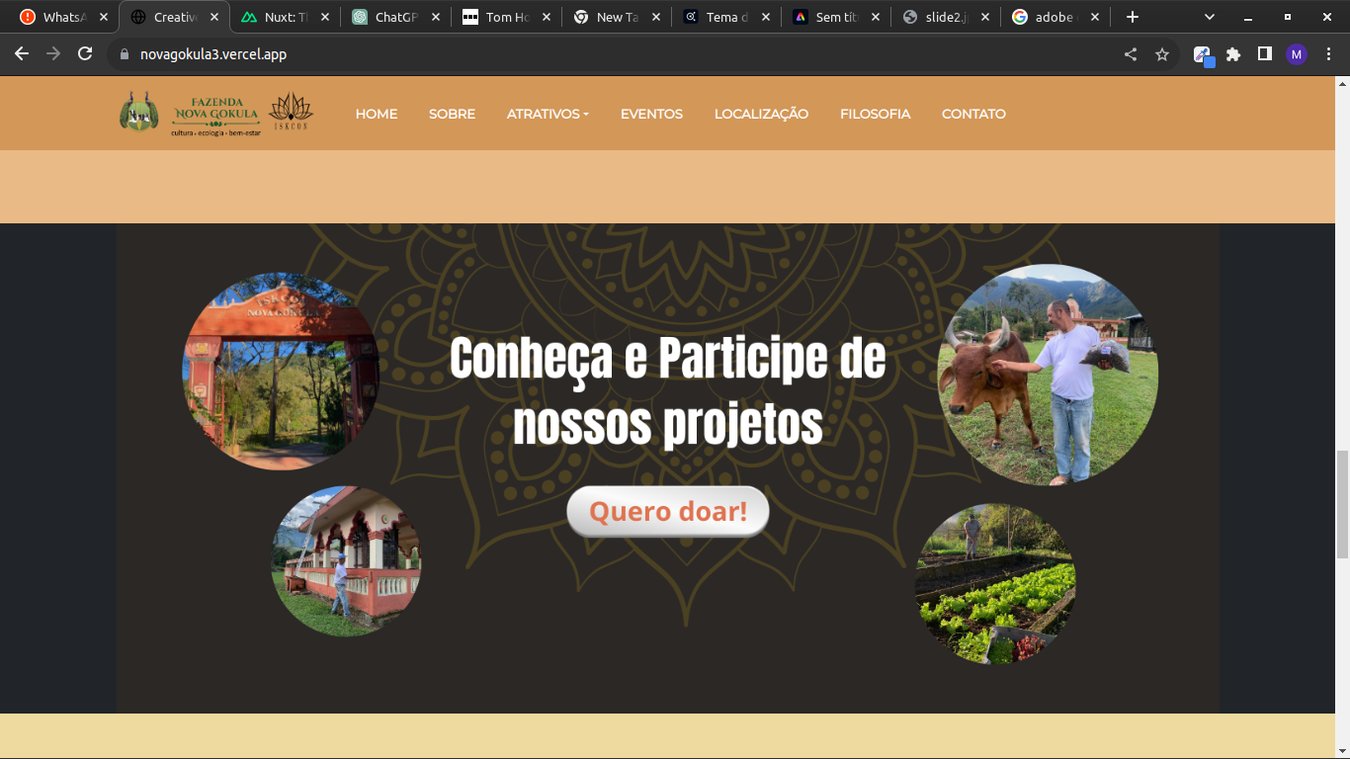 WhatsA
Creative
Nuxt: Th
ChatGP
Tom Ho
New Ta
Tema d
Sem tít
slide2.j
adobe
novagokula3.vercel.app
M
FAZENDA
NOVA GOKULA
cultura • ecologia • bem-estar
ISKCON
HOME
SOBRE
ATRATIVOS
EVENTOS
LOCALIZAÇÃO
FILOSOFIA
CONTATO
ISKCON
NOVA GOKULA
Conheça e Participe de
nossos projetos
Quero doar!